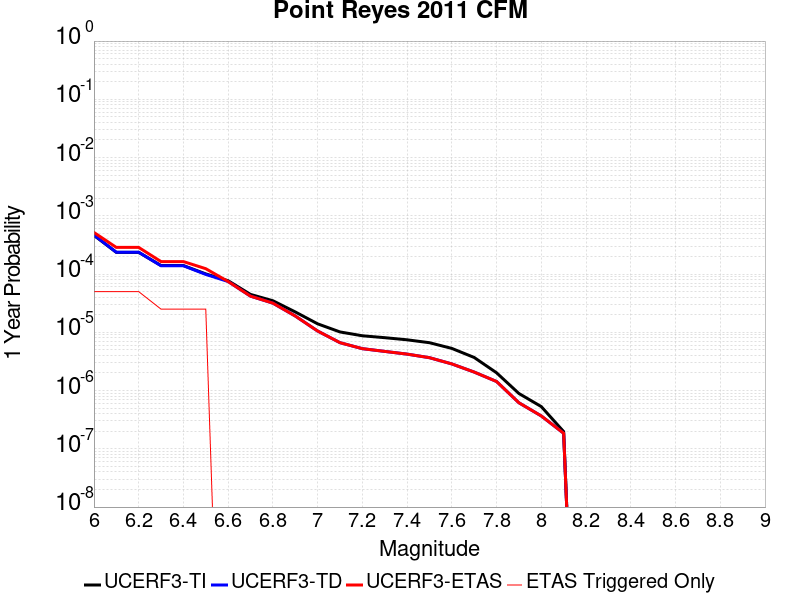 Point Reyes 2011 CFM
1 Year Probability
10 0
10 -1
10 -2
10 -3
10 -4
10 -5
10 -6
10 -7
10 -8
6 6.2 6.4 6.6 6.8 7 7.2 7.4 7.6 7.8 8 8.2 8.4 8.6 8.8 9
Magnitude
UCERF3-TI UCERF3-TD UCERF3-ETAS ETAS Triggered Only